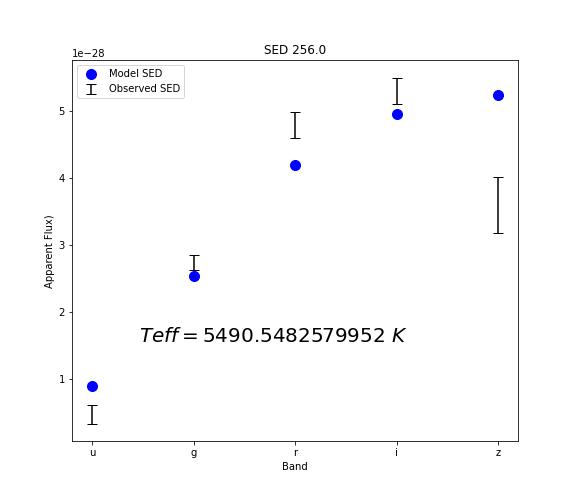 SED 256.0
1e−28
Model SED
Observed SED
5
4
3
2
1
Apparent Flux)
Teff = 5490.5482579952 K
u g r i z
Band